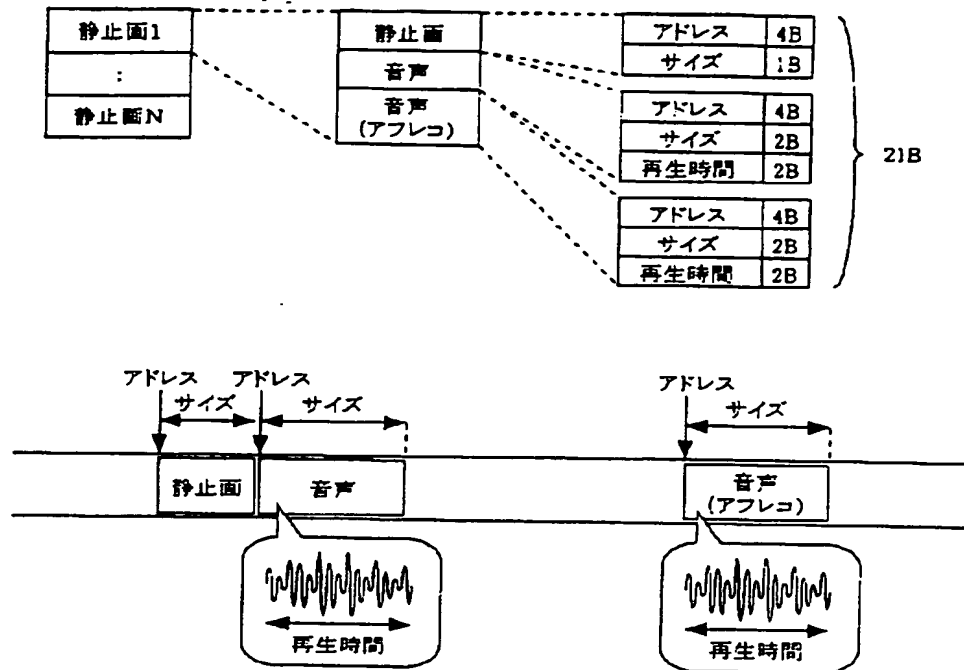 静止画1
:
静止画N
静止画
音声
音声
(アフレコ)
アドレス 4B
サイズ 1B
アドレス 4B
サイズ 2B
再生時間 2B
アドレス 4B
サイズ 2B
再生時間 2B
21B
アドレス アドレス
サイズ サイズ
アドレス
サイズ
静止画 音声
音声
(アフレコ)
再生時間
再生時間